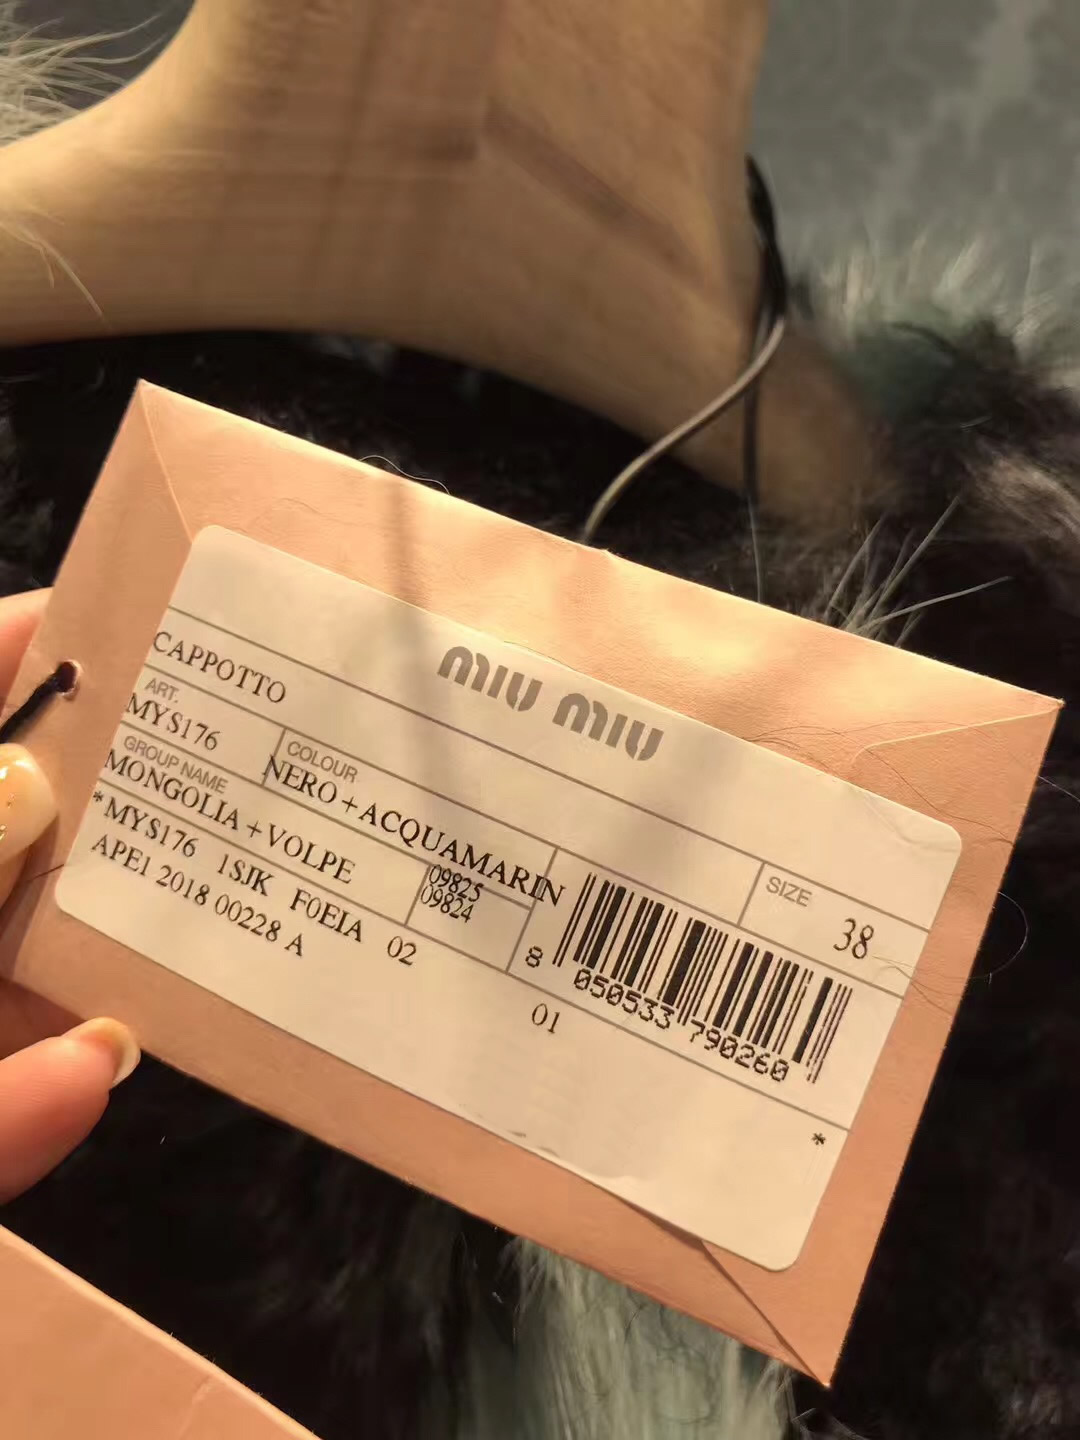 MIU MIU
CAPPOTTO
ART.
MYS176
COLOUR
NERO+ACQUAMARIN
SIZE
38
GROUP NAME
MONGOLIA+VOLPE
09825
09824
*MYS176 1SJK F0EIA 02
APE1 2018 00228 A
01
8 050533 790260
*